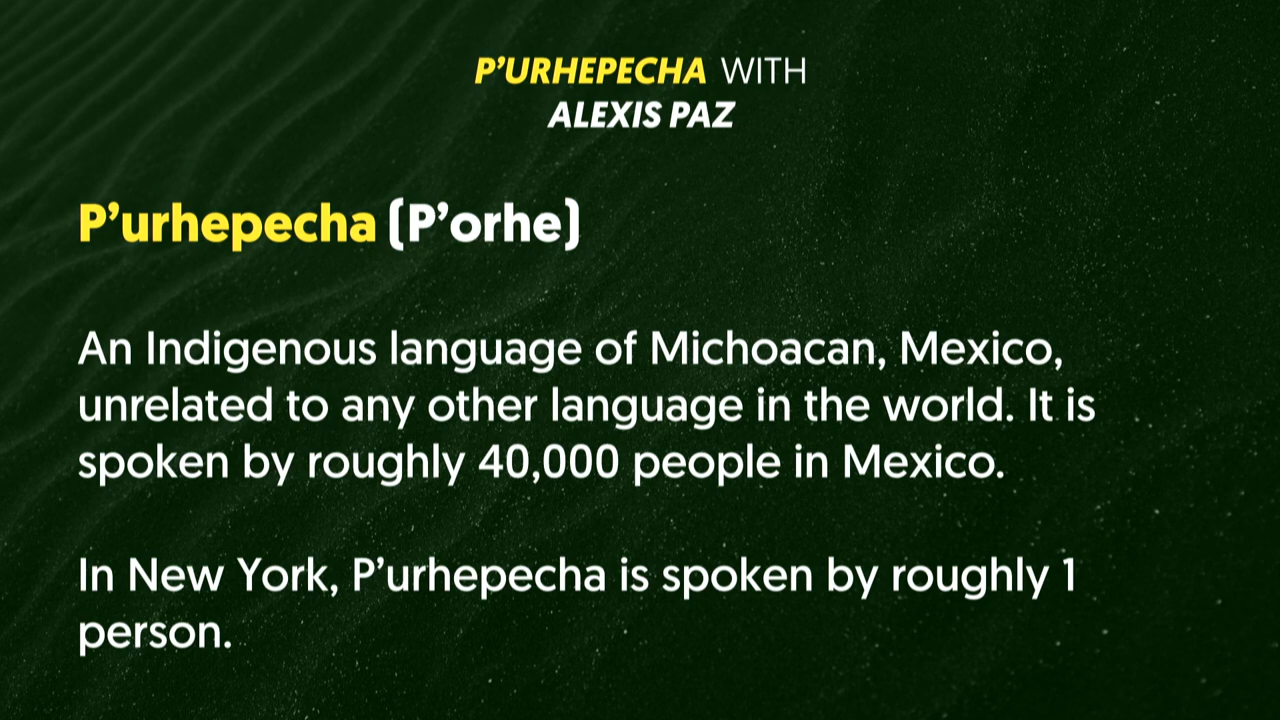 P’URHEPECHA WITH
ALEXIS PAZ
P’urhepecha (P’orhe)
An Indigenous language of Michoacan, Mexico,
unrelated to any other language in the world. It is
spoken by roughly 40,000 people in Mexico.
In New York, P’urhepecha is spoken by roughly 1
person.